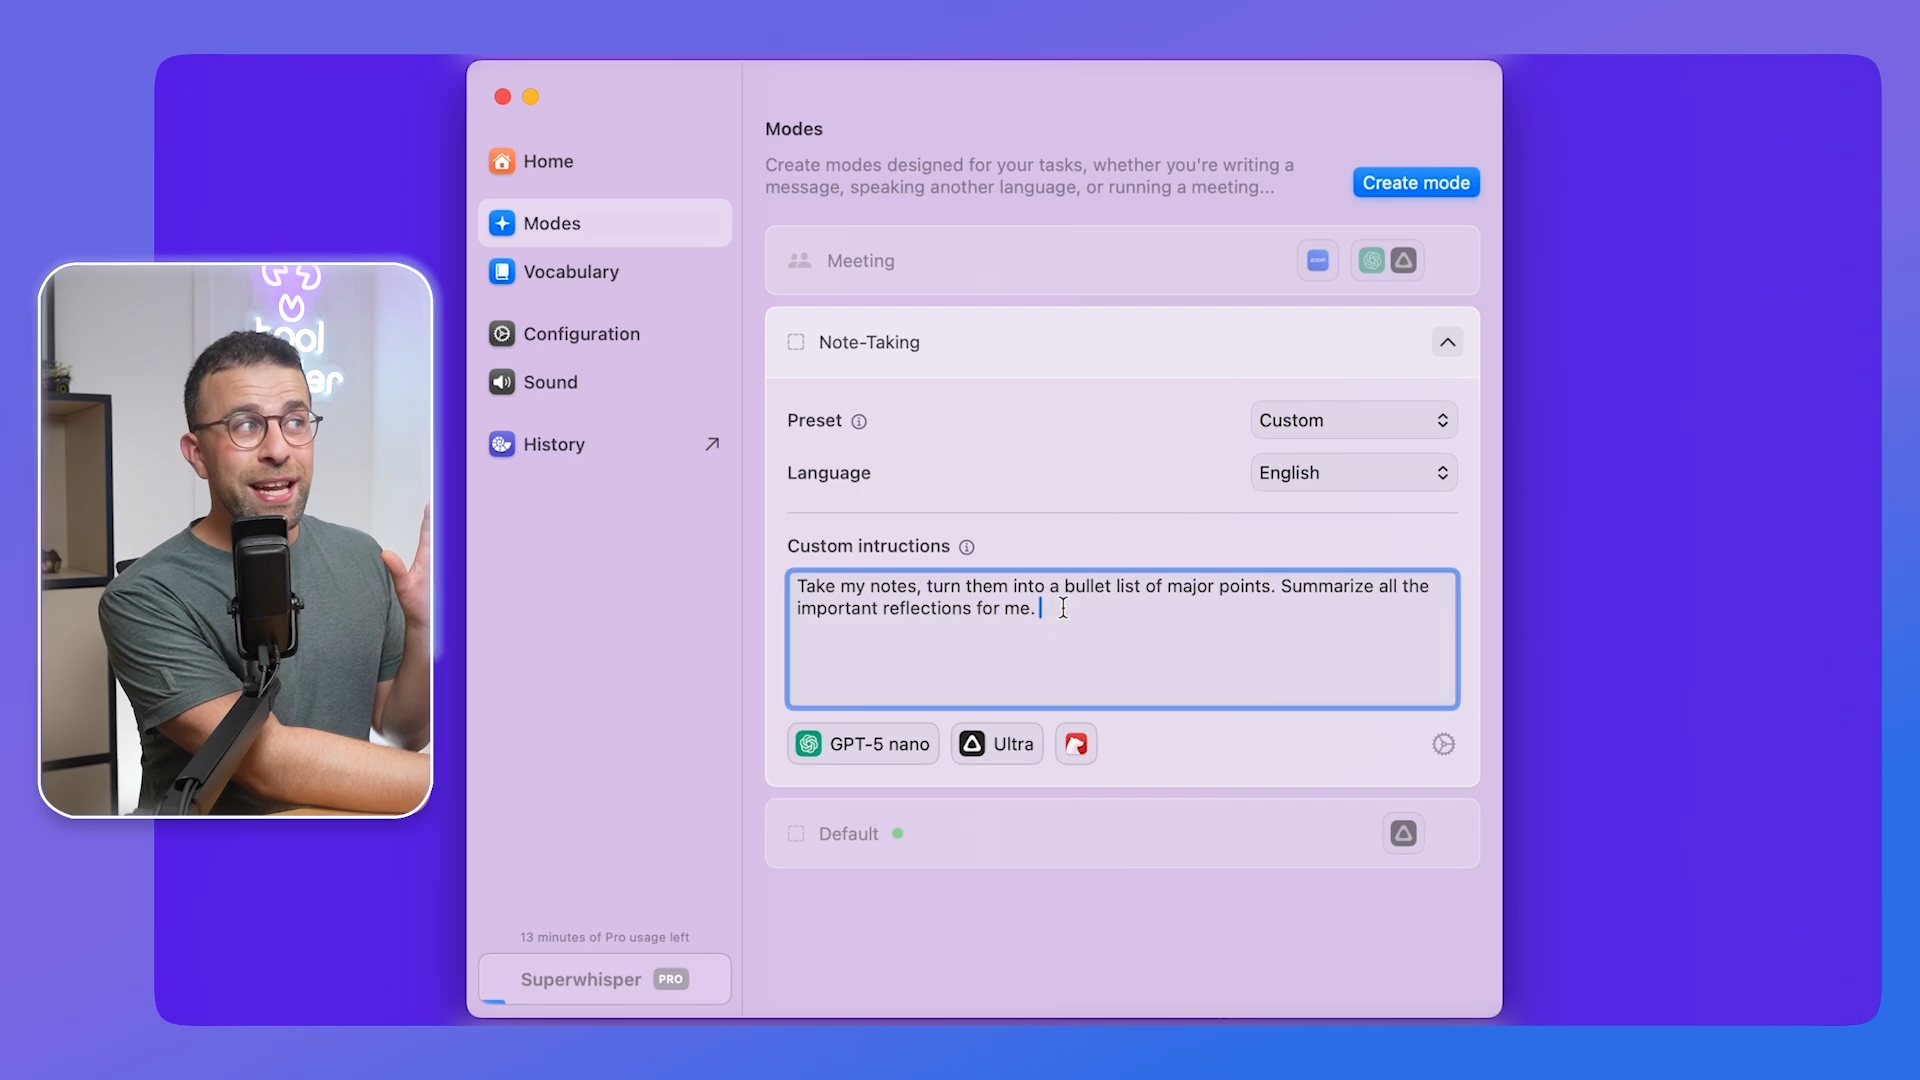 Home
Modes
Vocabulary
Configuration
Sound
History
13 minutes of Pro usage left
Superwhisper PRO
Modes
Create modes designed for your tasks, whether you're writing a
message, speaking another language, or running a meeting...
Create mode
Meeting
zoom
Note-Taking
Preset
Custom
Language
English
Custom intructions
Take my notes, turn them into a bullet list of major points. Summarize all the
important reflections for me.
GPT-5 nano
Ultra
Default